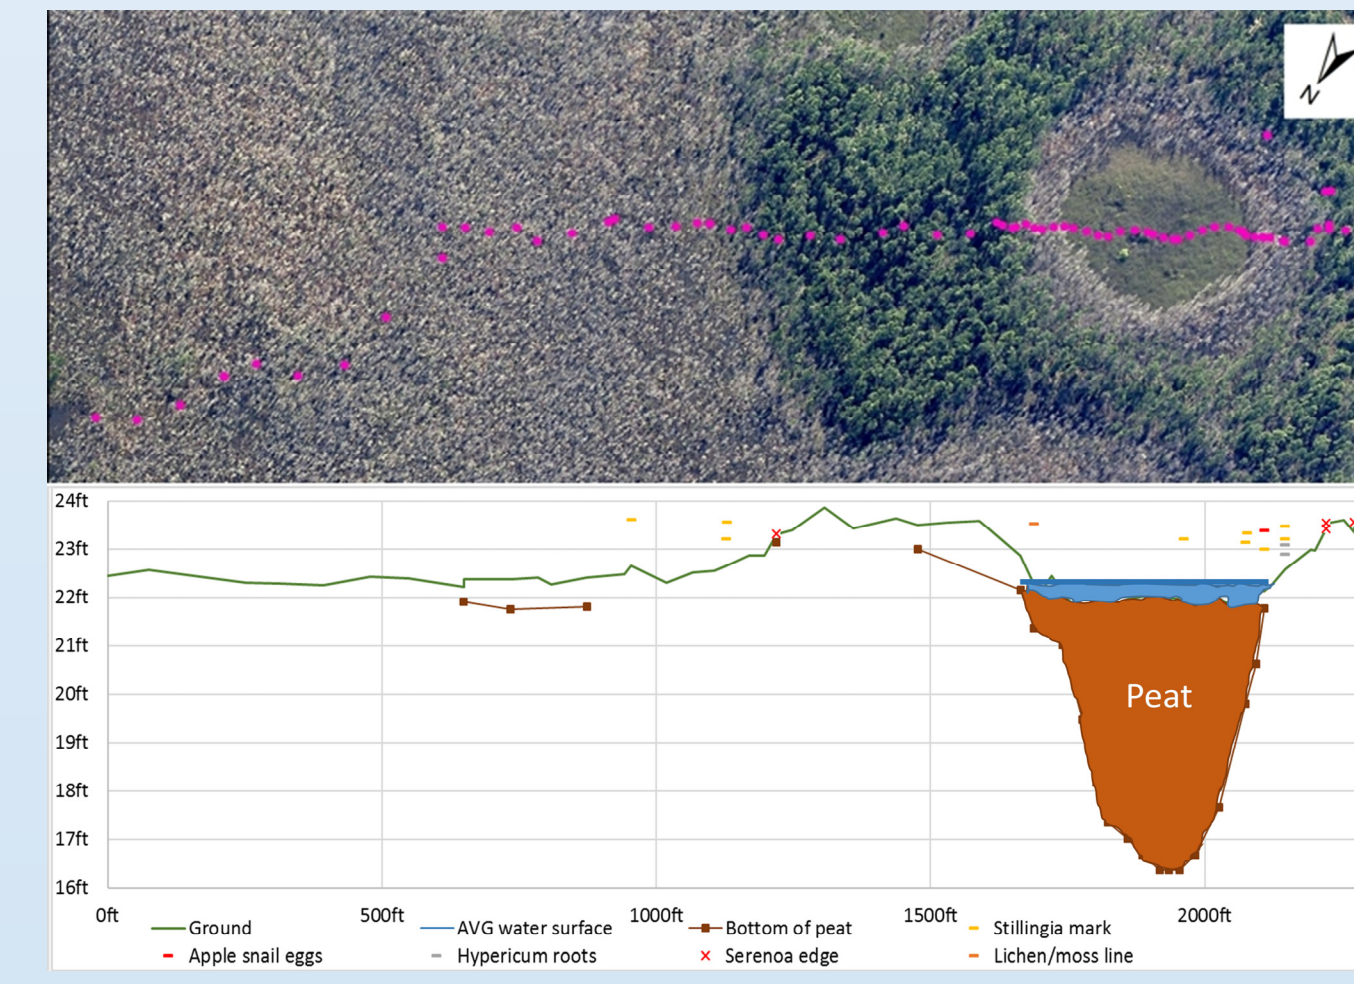 N
24ft
23ft
22ft
21ft
20ft
19ft
18ft
17ft
16ft
Peat
0ft 500ft 1000ft 1500ft 2000ft
Ground AVG water surface Bottom of peat Stillingia mark
Apple snail eggs Hypericum roots Serenoa edge Lichen/moss line